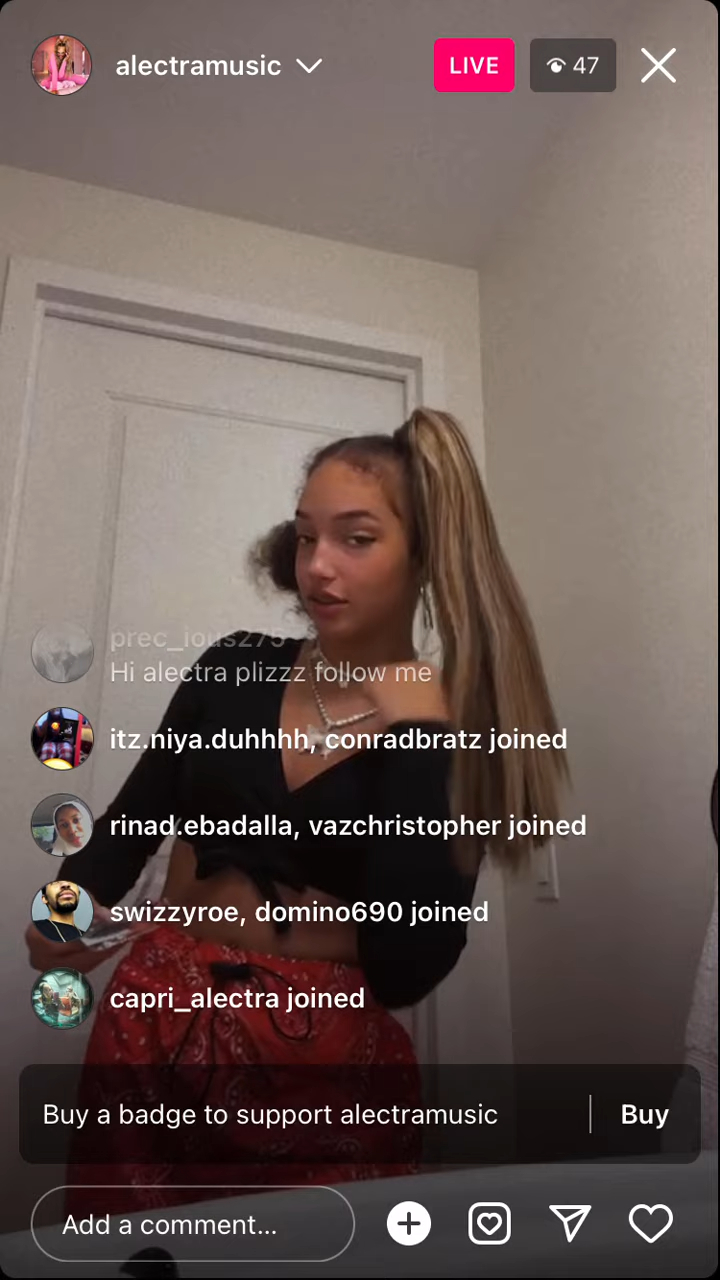 alectramusic
LIVE
47
prec_ious275
Hi alectra plizzz follow me
itz.niya.duhhhh, conradbratz joined
rinad.ebadalla, vazchristopher joined
swizzyroe, domino690 joined
capri_alectra joined
Buy a badge to support alectramusic
Buy
Add a comment...